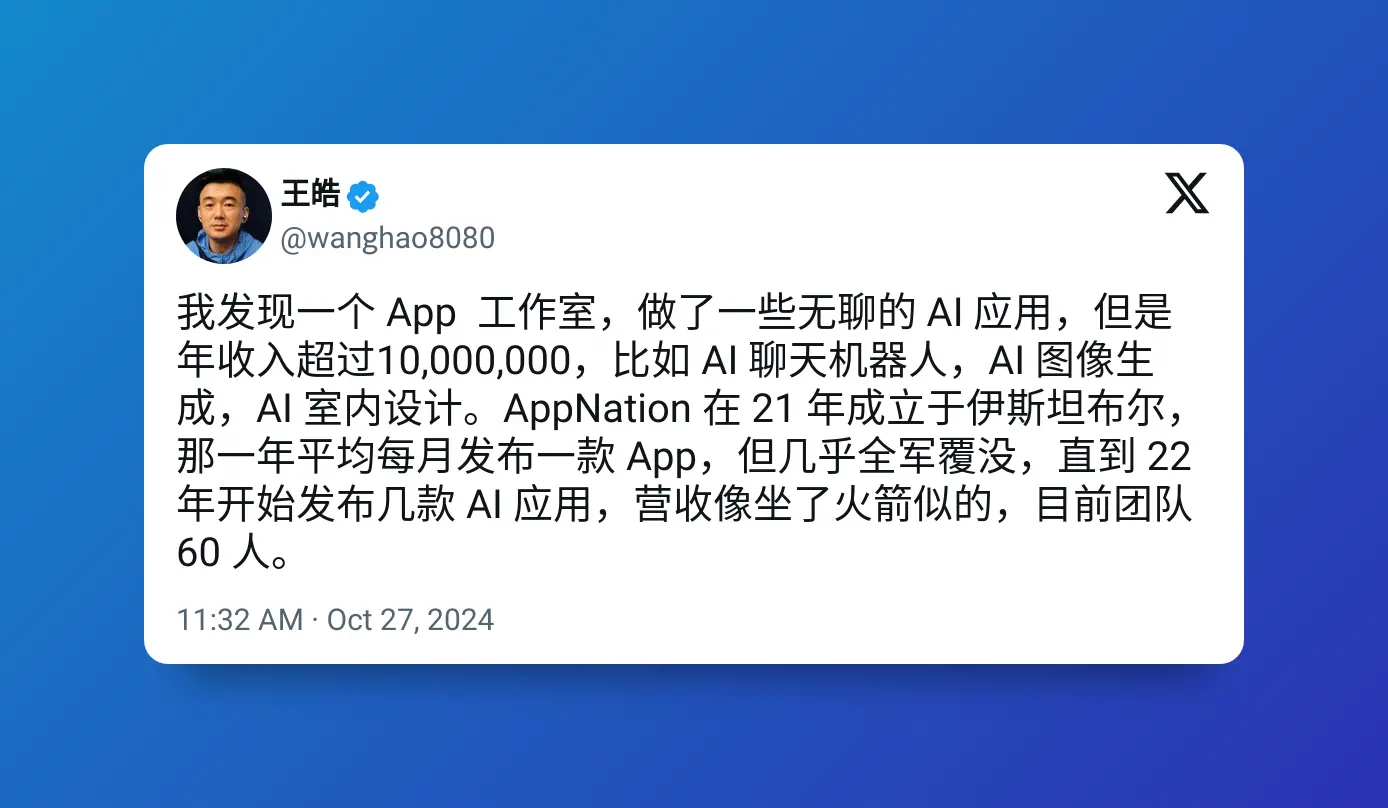 王皓
@wanghao8080
我发现一个 App  工作室，做了一些无聊的 AI 应用，但是
年收入超过10,000,000，比如 AI 聊天机器人，AI 图像生
成，AI 室内设计。AppNation 在 21 年成立于伊斯坦布尔，
那一年平均每月发布一款 App，但几乎全军覆没，直到 22
年开始发布几款 AI 应用，营收像坐了火箭似的，目前团队
60 人。
11:32 AM · Oct 27, 2024